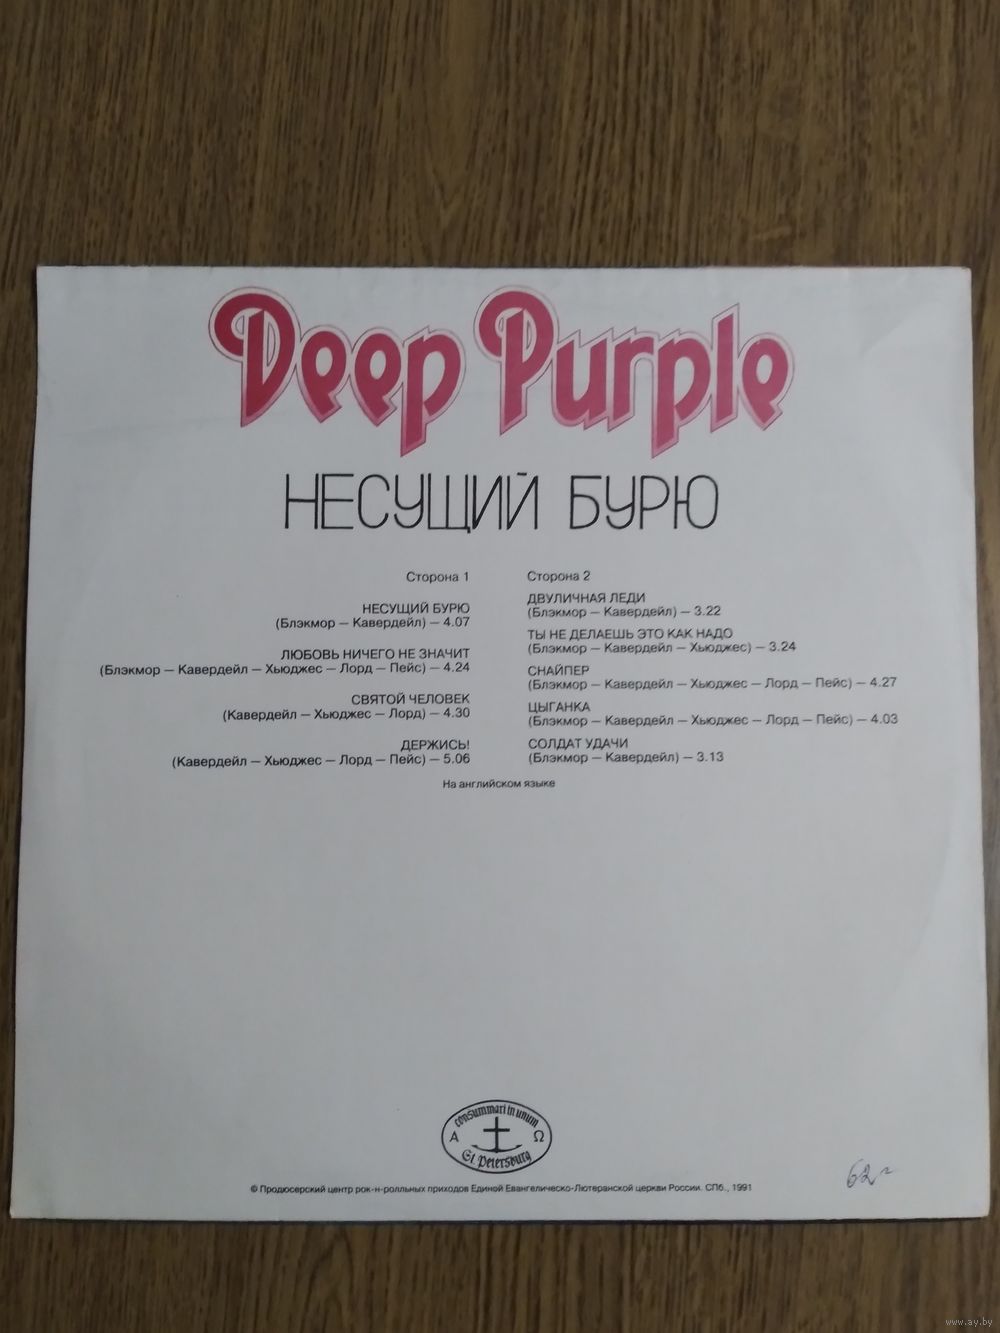 Deep Purple
НЕСУЩИЙ БУРЮ
Сторона 1
НЕСУЩИЙ БУРЮ
(Блэкмор — Кавердейл) — 4.07
ЛЮБОВЬ НИЧЕГО НЕ ЗНАЧИТ
(Блэкмор — Кавердейл — Хьюджес — Лорд — Пейс) — 4.24
СВЯТОЙ ЧЕЛОВЕК
(Кавердейл — Хьюджес — Лорд) — 4.30
ДЕРЖИСЬ!
(Кавердейл — Хьюджес — Лорд — Пейс) — 5.06
Сторона 2
ДВУЛИЧНАЯ ЛЕДИ
(Блэкмор — Кавердейл) — 3.22
ТЫ НЕ ДЕЛАЕШЬ ЭТО КАК НАДО
(Блэкмор — Кавердейл — Хьюджес) — 3.24
СНАЙПЕР
(Блэкмор — Кавердейл — Хьюджес — Лорд — Пейс) — 4.27
ЦЫГАНКА
(Блэкмор — Кавердейл — Хьюджес — Лорд — Пейс) — 4.03
СОЛДАТ УДАЧИ
(Блэкмор — Кавердейл) — 3.13
На английском языке
consummari in unum
Α Ω
St. Petersburg
© Продюсерский центр рок-н-ролльных приходов Единой Евангелическо-Лютеранской церкви России. СПб., 1991
62
www.ay.by